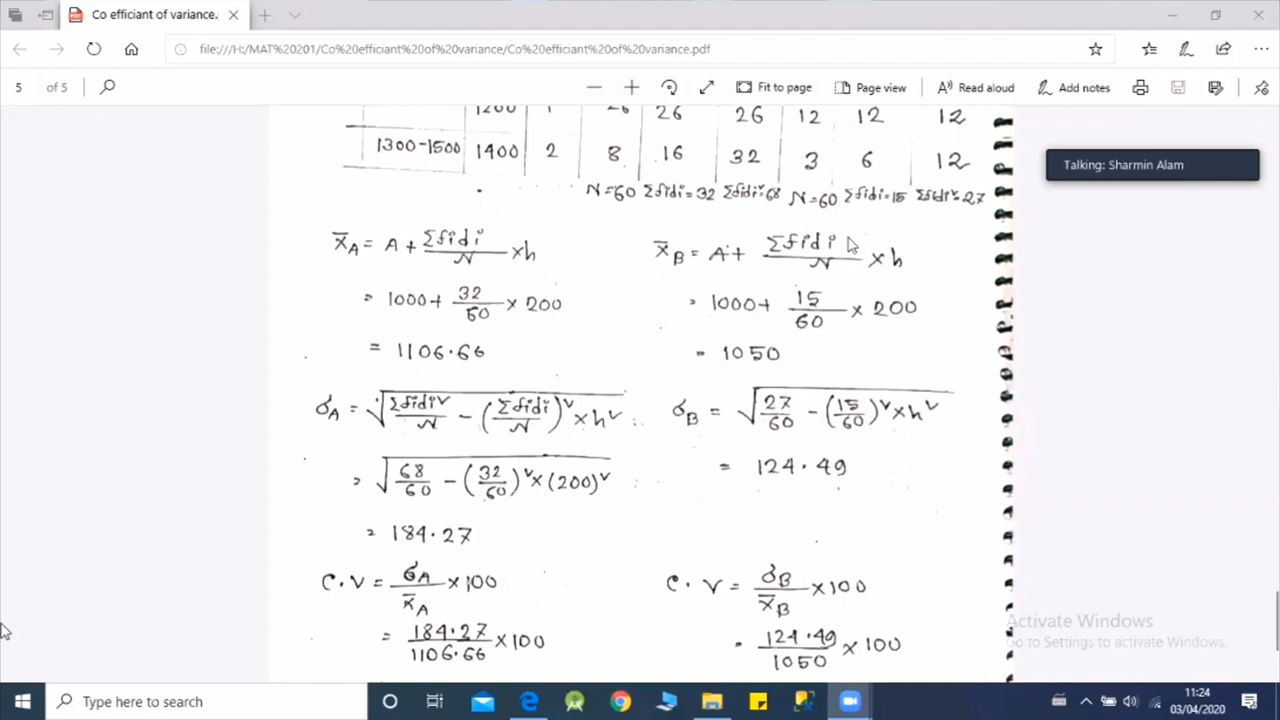 Co efficiant of variance.
file:///H:/MAT%20201/Co%20efficiant%20of%20variance/Co%20efficiant%20of%20variance.pdf
5 of 5 Fit to page Page view Read aloud Add notes
1200 1 26 26 26 12 12 12
1300-1500 1400 2 8 16 32 3 6 12
N=60 Σfidi=32 Σfidi²=68 N=60 Σfidi=15 Σfidi²=27
Talking: Sharmin Alam
x̄A = A + Σfidi/N × h
= 1000 + 32/60 × 200
= 1106.66
x̄B = A + Σfidi/N × h
= 1000 + 15/60 × 200
= 1050
σA = √(Σfidi²/N - (Σfidi/N)² × h²)
= √(68/60 - (32/60)² × (200)²)
= 184.27
σB = √(27/60 - (15/60)² × h²)
= 124.49
C.V = σA/x̄A × 100
= 184.27/1106.66 × 100
C.V = σB/x̄B × 100
= 124.49/1050 × 100
Activate Windows
Go to Settings to activate Windows.
Type here to search
11:24
03/04/2020